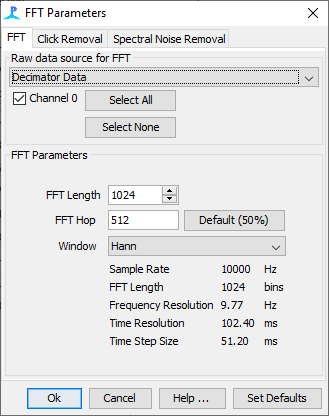 FFT Parameters
FFT Click Removal Spectral Noise Removal
Raw data source for FFT
Decimator Data
Channel 0 Select All
Select None
FFT Parameters
FFT Length 1024
FFT Hop 512 Default (50%)
Window Hann
Sample Rate 10000 Hz
FFT Length 1024 bins
Frequency Resolution 9.77 Hz
Time Resolution 102.40 ms
Time Step Size 51.20 ms
Ok Cancel Help ... Set Defaults